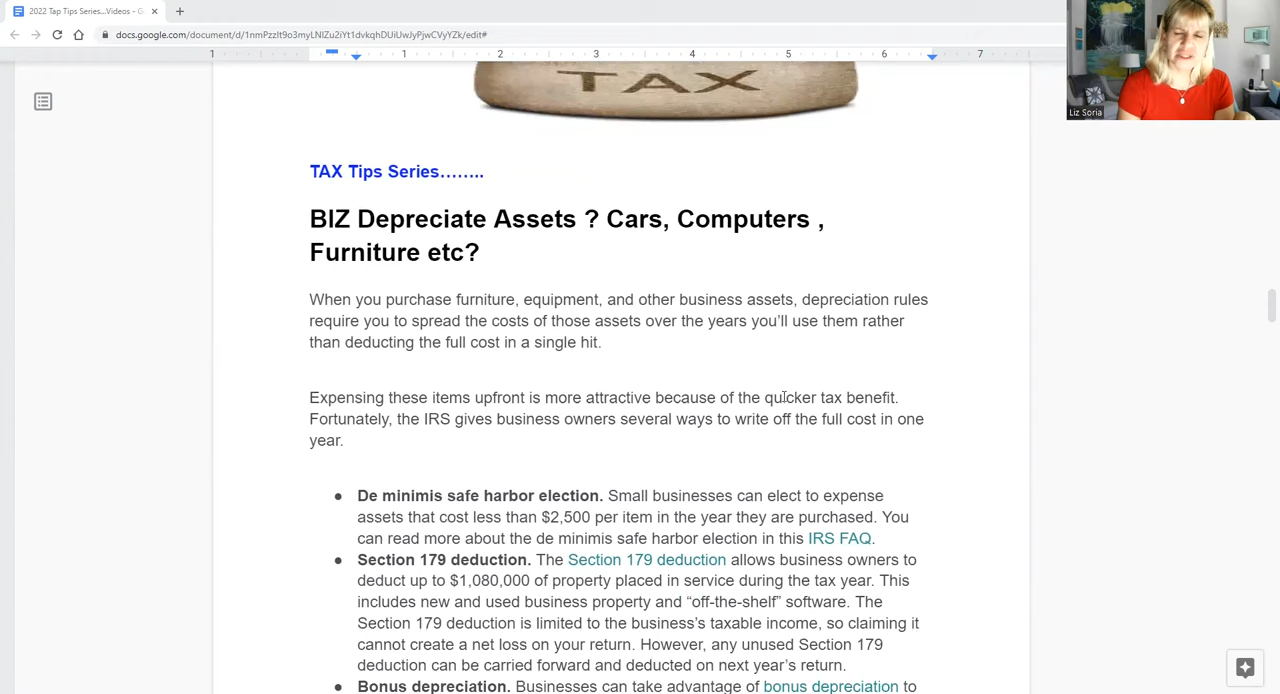 2022 Tap Tips Series...Videos - G
docs.google.com/document/d/1nmPzzIt9o3myLNIZu2iYt1dvkqhDUiUwJyPjwCVyYZk/edit#
1 1 2 3 4 5 6 7
Liz Soria
TAX
TAX Tips Series……..
BIZ Depreciate Assets ? Cars, Computers ,
Furniture etc?
When you purchase furniture, equipment, and other business assets, depreciation rules
require you to spread the costs of those assets over the years you’ll use them rather
than deducting the full cost in a single hit.
Expensing these items upfront is more attractive because of the quicker tax benefit.
Fortunately, the IRS gives business owners several ways to write off the full cost in one
year.
● De minimis safe harbor election. Small businesses can elect to expense
assets that cost less than $2,500 per item in the year they are purchased. You
can read more about the de minimis safe harbor election in this IRS FAQ.
● Section 179 deduction. The Section 179 deduction allows business owners to
deduct up to $1,080,000 of property placed in service during the tax year. This
includes new and used business property and “off-the-shelf” software. The
Section 179 deduction is limited to the business’s taxable income, so claiming it
cannot create a net loss on your return. However, any unused Section 179
deduction can be carried forward and deducted on next year’s return.
● Bonus depreciation. Businesses can take advantage of bonus depreciation to